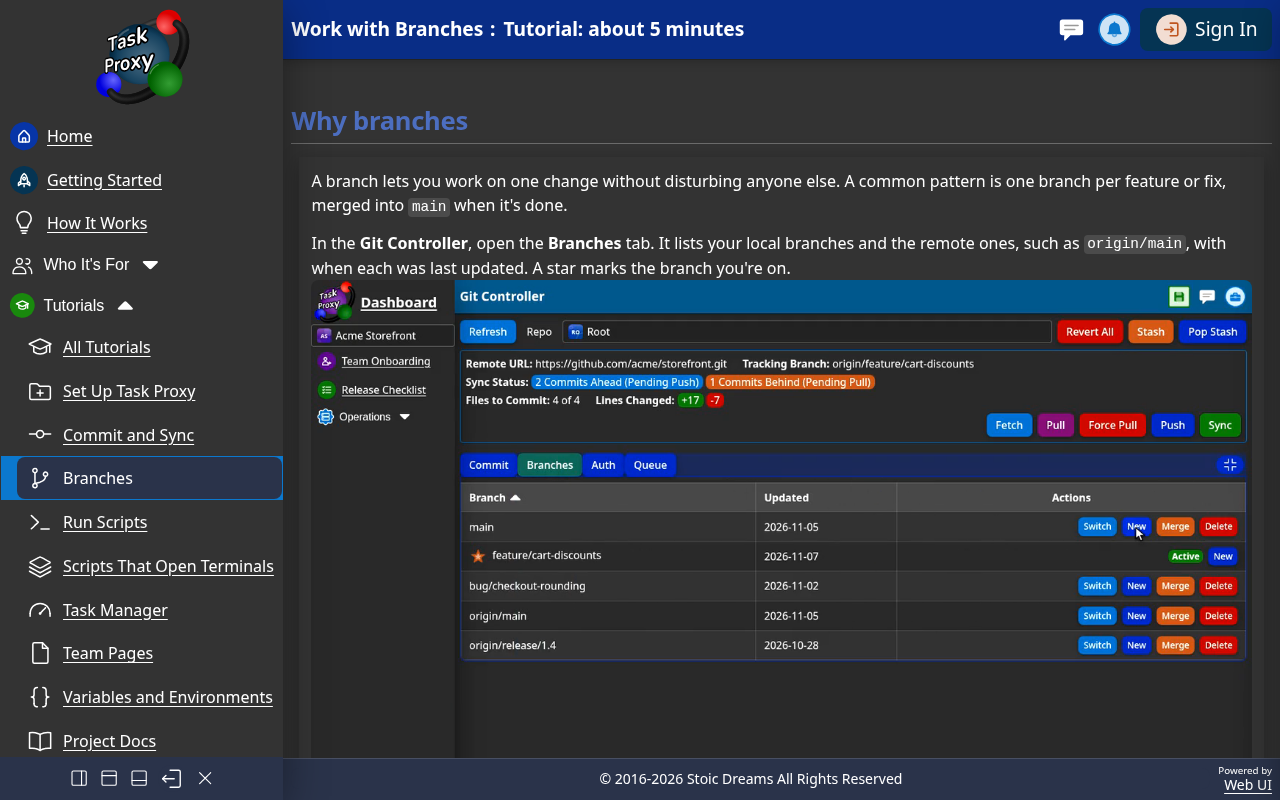 Task Proxy
Home
Getting Started
How It Works
Who It's For
Tutorials
All Tutorials
Set Up Task Proxy
Commit and Sync
Branches
Run Scripts
Scripts That Open Terminals
Task Manager
Team Pages
Variables and Environments
Project Docs
Work with Branches : Tutorial: about 5 minutes
Sign In
Why branches
A branch lets you work on one change without disturbing anyone else. A common pattern is one branch per feature or fix,
merged into main when it's done.
In the Git Controller, open the Branches tab. It lists your local branches and the remote ones, such as origin/main, with
when each was last updated. A star marks the branch you're on.
Task Proxy
Dashboard
AS Acme Storefront
Team Onboarding
Release Checklist
Operations
Git Controller
Refresh Repo RO Root Revert All Stash Pop Stash
Remote URL: https://github.com/acme/storefront.git Tracking Branch: origin/feature/cart-discounts
Sync Status: 2 Commits Ahead (Pending Push) 1 Commits Behind (Pending Pull)
Files to Commit: 4 of 4 Lines Changed: +17 -7
Fetch Pull Force Pull Push Sync
Commit Branches Auth Queue
Branch Updated Actions
main 2026-11-05 Switch New Merge Delete
feature/cart-discounts 2026-11-07 Active New
bug/checkout-rounding 2026-11-02 Switch New Merge Delete
origin/main 2026-11-05 Switch New Merge Delete
origin/release/1.4 2026-10-28 Switch New Merge Delete
© 2016-2026 Stoic Dreams All Rights Reserved
Powered by
Web UI